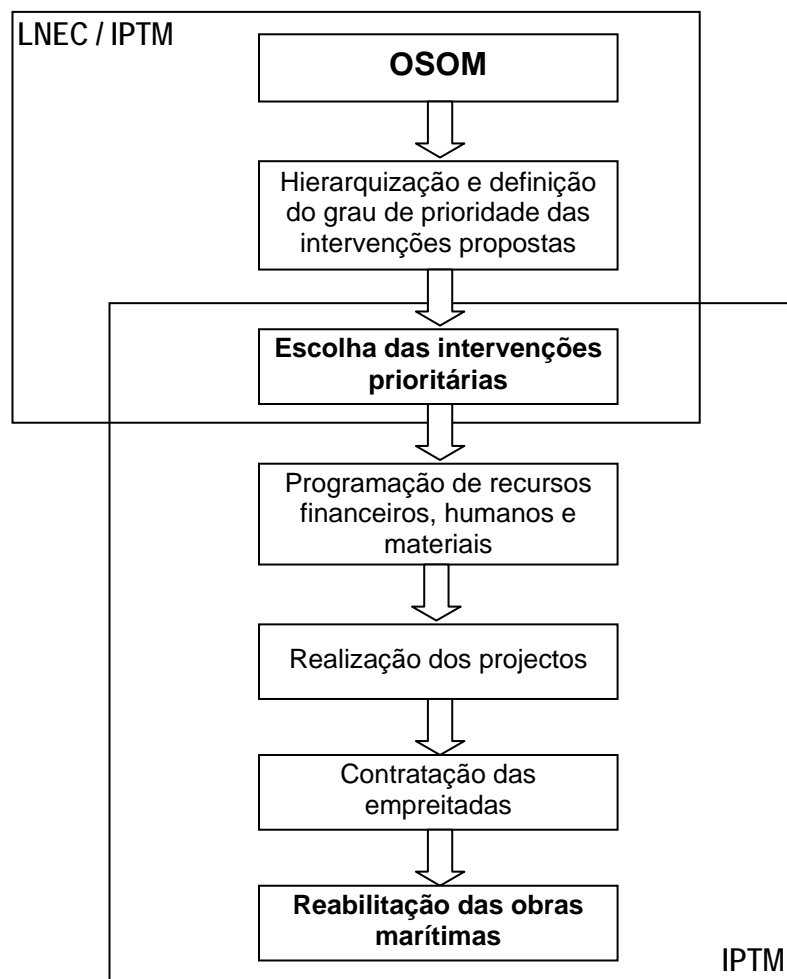 LNEC / IPTM
OSOM
Hierarquização e definição
do grau de prioridade das
intervenções propostas
Escolha das intervenções
prioritárias
Programação de recursos
financeiros, humanos e
materiais
Realização dos projectos
Contratação das
empreitadas
Reabilitação das obras
marítimas
IPTM